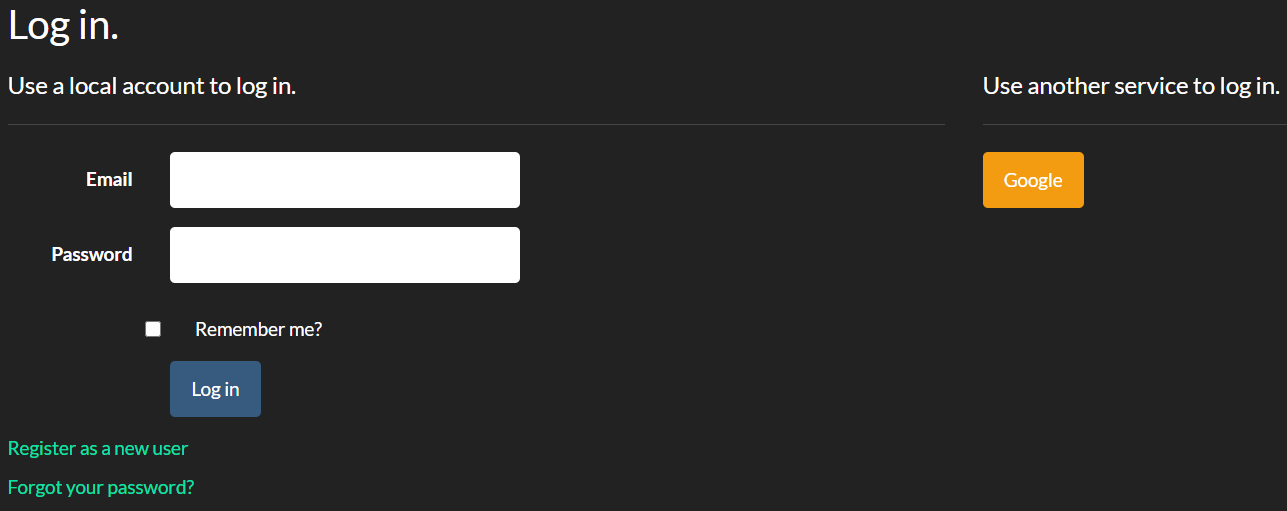 Log in.
Use a local account to log in.
Email
Password
Remember me?
Log in
Register as a new user
Forgot your password?
Use another service to log in.
Google